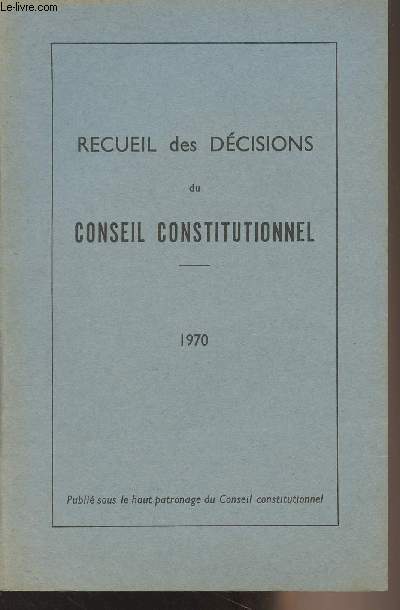 Le-livre.com
RECUEIL des DÉCISIONS
du
CONSEIL CONSTITUTIONNEL
1970
Publié sous le haut patronage du Conseil constitutionnel